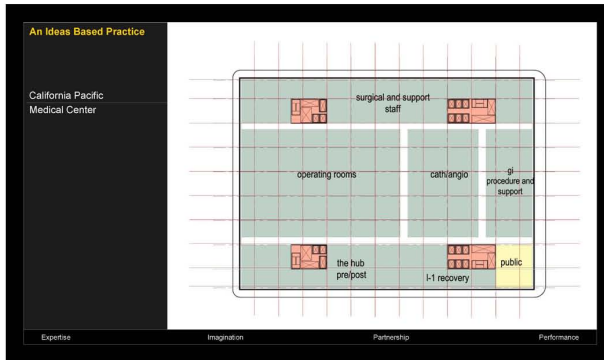 An Ideas Based Practice
California Pacific
Medical Center
surgical and support
staff
operating rooms
cath/angio
gi
procedure and
support
the hub
pre/post
l-1 recovery
public
Expertise
Imagination
Partnership
Performance